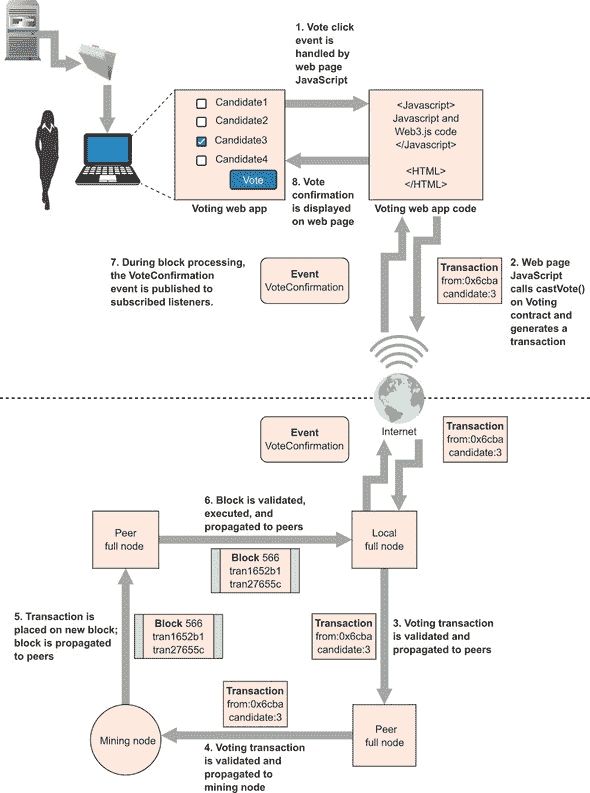 1. Vote click
event is
handled by
web page
JavaScript
Candidate1
Candidate2
Candidate3
Candidate4
Vote
Voting web app
<Javascript>
Javascript and
Web3.js code
</Javascript>
<HTML>
</HTML>
Voting web app code
8. Vote
confirmation
is displayed
on web page
7. During block processing,
the VoteConfirmation
event is published to
subscribed listeners.
Event
VoteConfirmation
Transaction
from:0x6cba
candidate:3
2. Web page
JavaScript
calls castVote()
on Voting
contract and
generates a
transaction
Internet
Event
VoteConfirmation
Transaction
from:0x6cba
candidate:3
6. Block is validated,
executed, and
propagated to peers
Peer
full node
Local
full node
Block 566
tran1652b1
tran27655c
5. Transaction is
placed on new block;
block is propagated
to peers
Block 566
tran1652b1
tran27655c
Transaction
from:0x6cba
candidate:3
3. Voting transaction
is validated and
propagated to peers
Transaction
from:0x6cba
candidate:3
Mining node
Peer
full node
4. Voting transaction
is validated and
propagated to
mining node